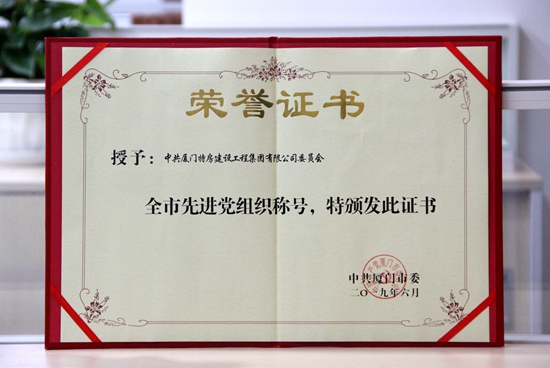 荣誉证书
授予：中共厦门特房建设工程集团有限公司委员会
全市先进党组织称号，特颁发此证书
中共厦门市委
二〇一九年六月